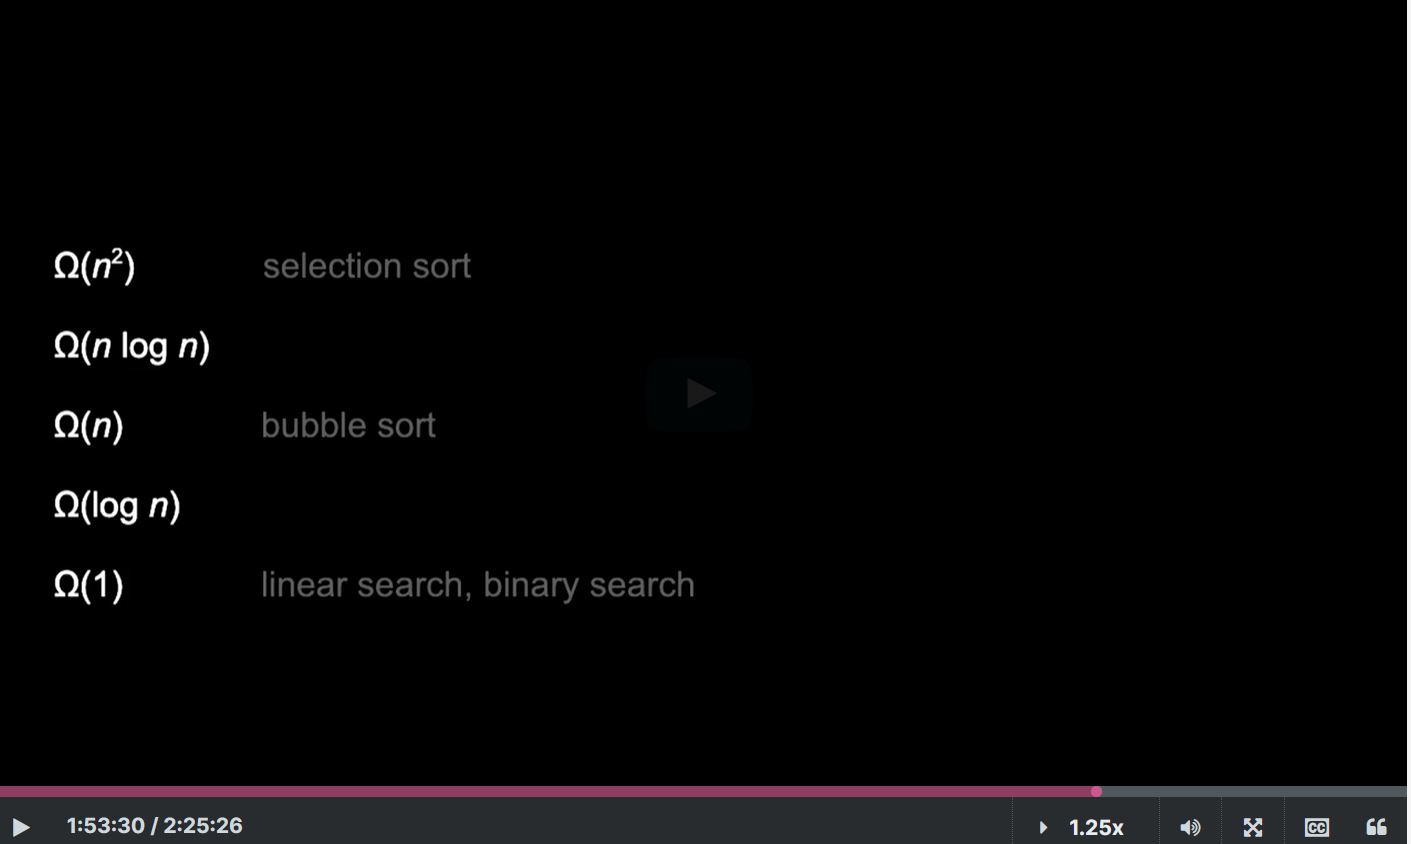 Ω(n²) selection sort
Ω(n log n)
Ω(n) bubble sort
Ω(log n)
Ω(1) linear search, binary search
1:53:30 / 2:25:26 1.25x CC